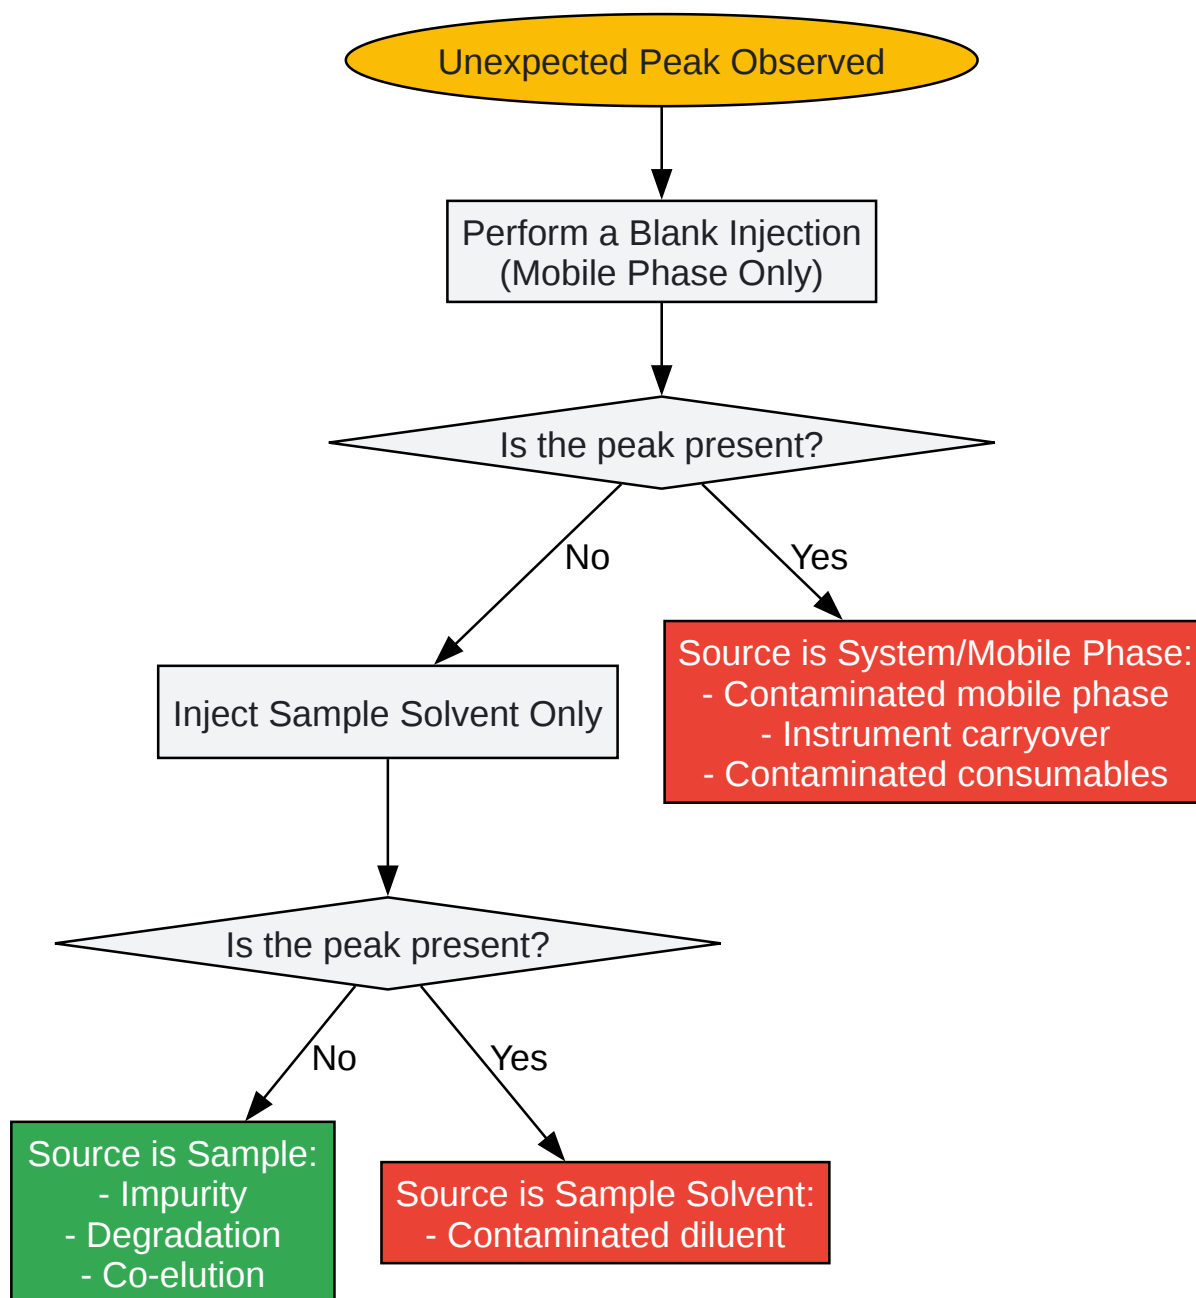 Unexpected Peak Observed
Perform a Blank Injection
(Mobile Phase Only)
Is the peak present?
No
Yes
Source is System/Mobile Phase:
- Contaminated mobile phase
- Instrument carryover
- Contaminated consumables
Inject Sample Solvent Only
Is the peak present?
No
Yes
Source is Sample:
- Impurity
- Degradation
- Co-elution
Source is Sample Solvent:
- Contaminated diluent